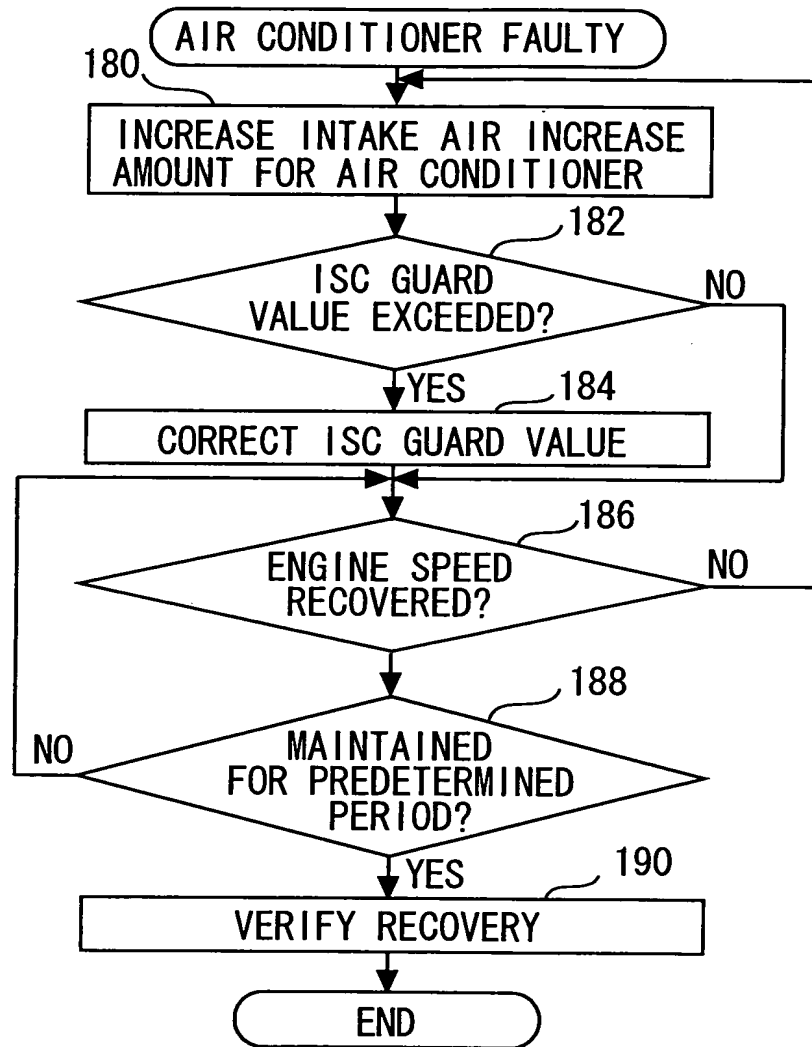 AIR CONDITIONER FAULTY
180
INCREASE INTAKE AIR INCREASE
AMOUNT FOR AIR CONDITIONER
182
ISC GUARD
VALUE EXCEEDED?
NO
YES
184
CORRECT ISC GUARD VALUE
186
ENGINE SPEED
RECOVERED?
NO
188
MAINTAINED
FOR PREDETERMINED
PERIOD?
NO
YES
190
VERIFY RECOVERY
END